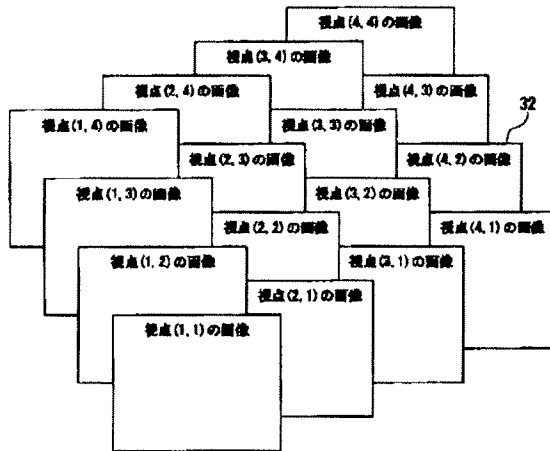 視点(4, 4)の画像
視点(3, 4)の画像
視点(2, 4)の画像
視点(4, 3)の画像
32
視点(1, 4)の画像
視点(3, 3)の画像
視点(2, 3)の画像
視点(4, 2)の画像
視点(1, 3)の画像
視点(3, 2)の画像
視点(2, 2)の画像
視点(4, 1)の画像
視点(1, 2)の画像
視点(3, 1)の画像
視点(2, 1)の画像
視点(1, 1)の画像